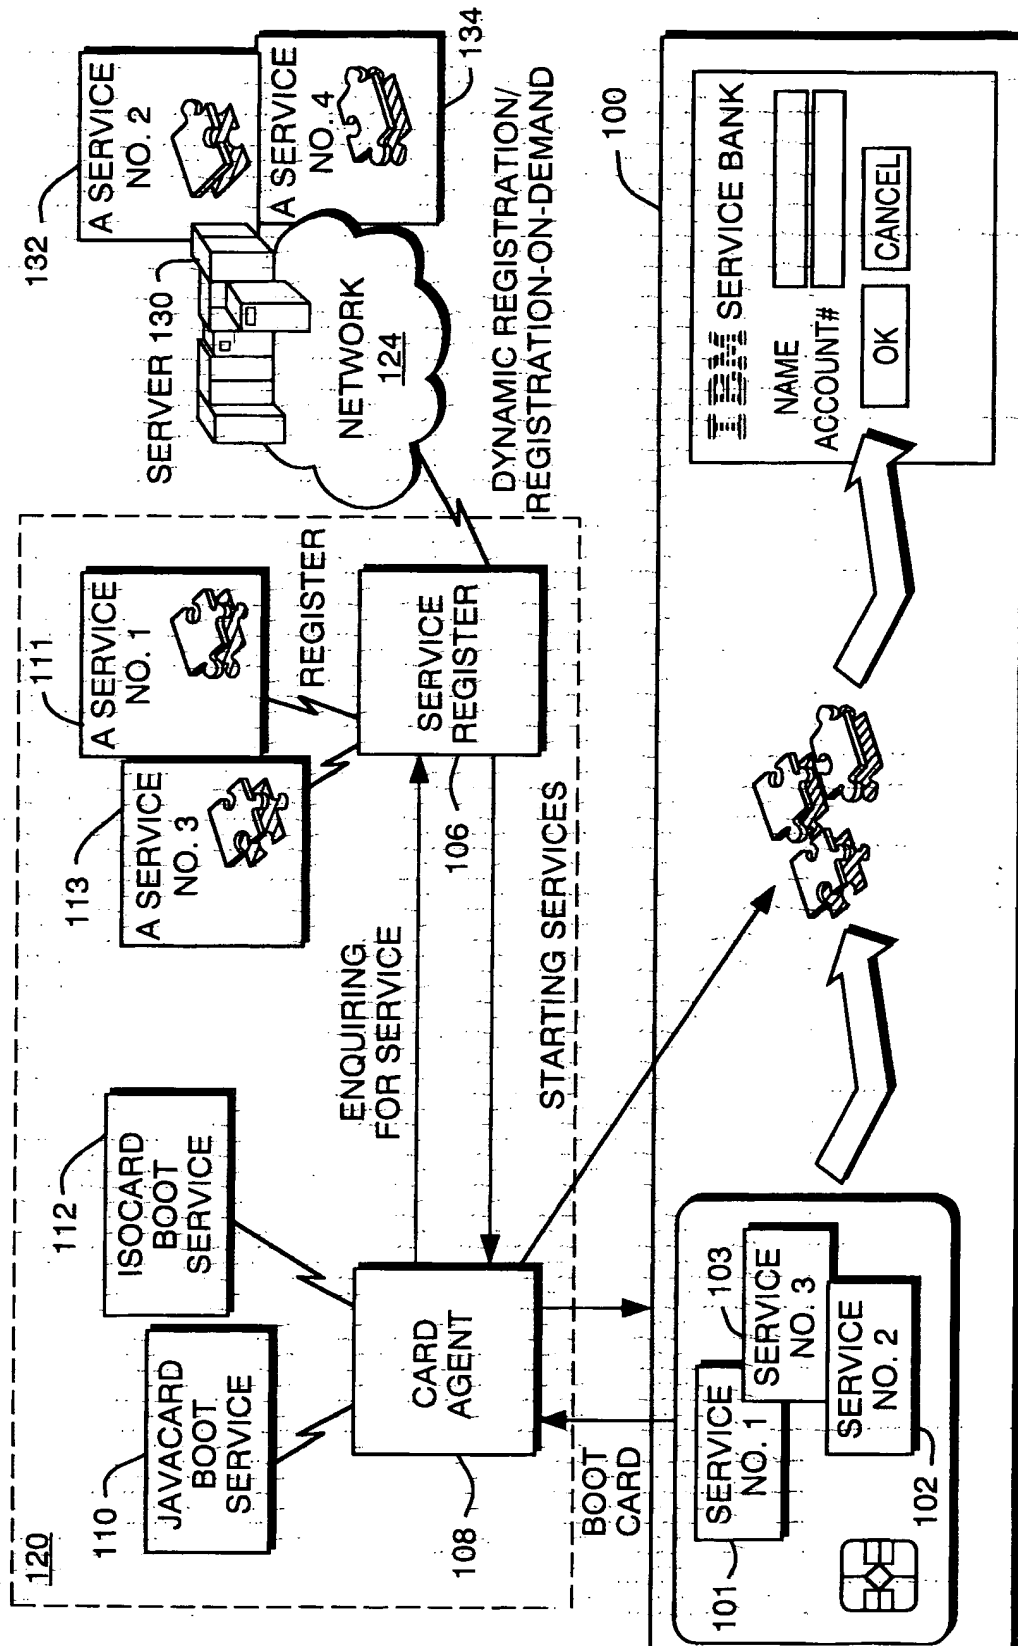 120
110
JAVACARD
BOOT
SERVICE
112
ISOCARD
BOOT
SERVICE
113
A SERVICE
NO. 3
111
A SERVICE
NO. 1
REGISTER
132
A SERVICE
NO. 2
A SERVICE
NO. 4
134
SERVER 130
NETWORK
124
CARD
AGENT
108
ENQUIRING
FOR SERVICE
SERVICE
REGISTER
106
STARTING SERVICES
DYNAMIC REGISTRATION/
REGISTRATION-ON-DEMAND
BOOT
CARD
100
101
SERVICE
NO. 1
103
SERVICE
NO. 3
SERVICE
NO. 2
102
IBM SERVICE BANK
NAME
ACCOUNT#
OK
CANCEL